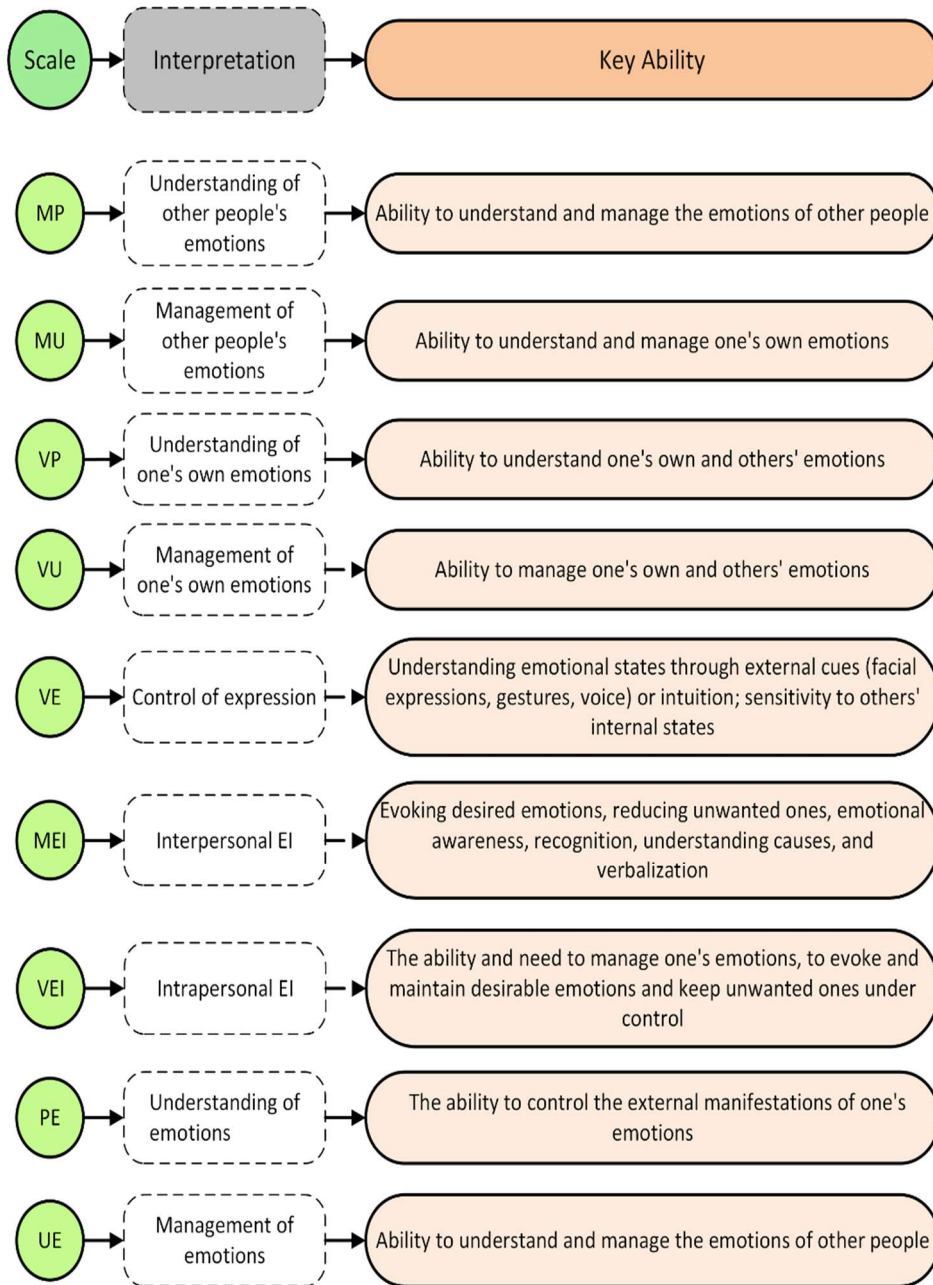 Scale
Interpretation
Key Ability
MP
Understanding of
other people's
emotions
Ability to understand and manage the emotions of other people
MU
Management of
other people's
emotions
Ability to understand and manage one's own emotions
VP
Understanding of
one's own emotions
Ability to understand one's own and others' emotions
VU
Management of
one's own emotions
Ability to manage one's own and others' emotions
VE
Control of expression
Understanding emotional states through external cues (facial
expressions, gestures, voice) or intuition; sensitivity to others'
internal states
MEI
Interpersonal EI
Evoking desired emotions, reducing unwanted ones, emotional
awareness, recognition, understanding causes, and
verbalization
VEI
Intrapersonal EI
The ability and need to manage one's emotions, to evoke and
maintain desirable emotions and keep unwanted ones under
control
PE
Understanding of
emotions
The ability to control the external manifestations of one's
emotions
UE
Management of
emotions
Ability to understand and manage the emotions of other people